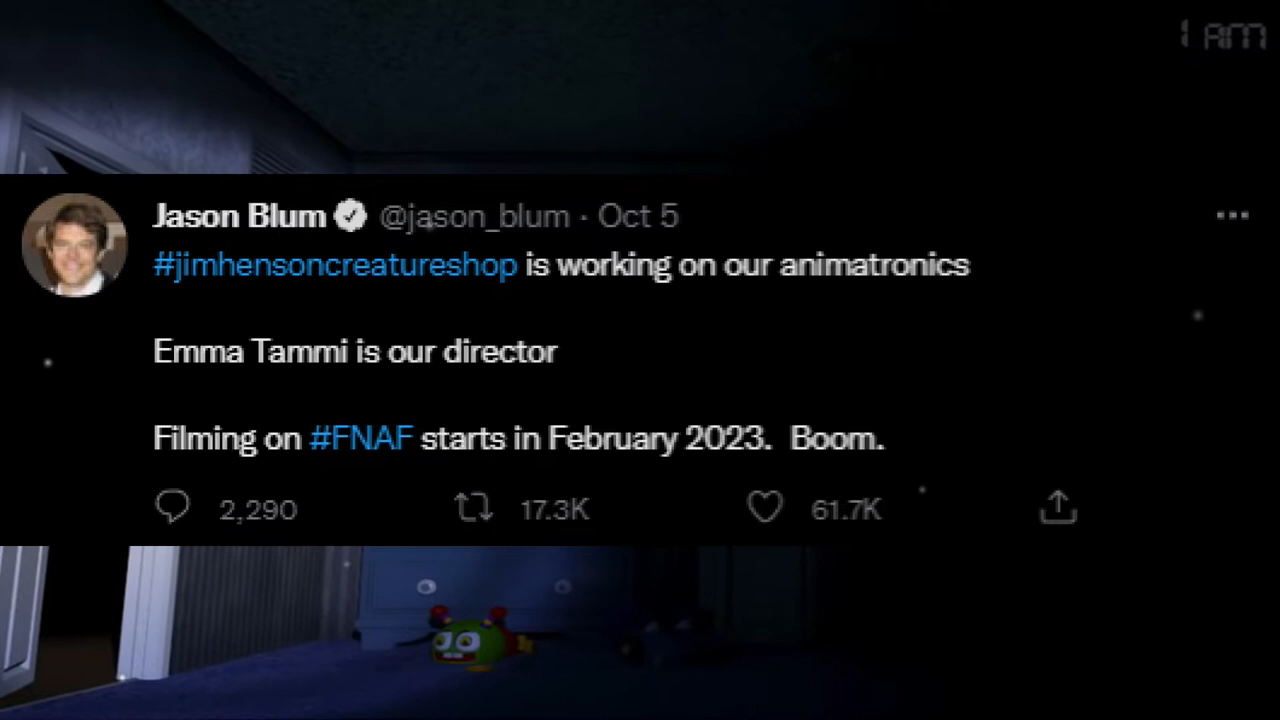 1 AM
Jason Blum @jason_blum · Oct 5
#jimhensoncreatureshop is working on our animatronics
Emma Tammi is our director
Filming on #FNAF starts in February 2023. Boom.
2,290 17.3K 61.7K